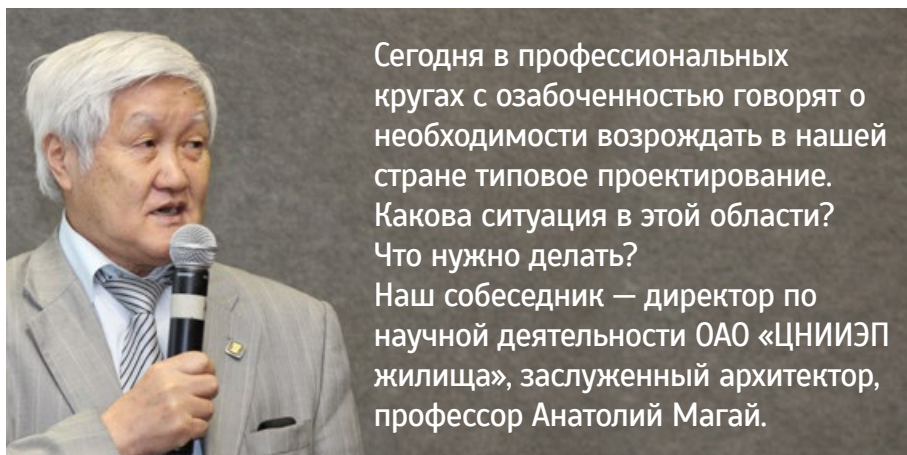 Сегодня в профессиональных
кругах с озабоченностью говорят о
необходимости возрождать в нашей
стране типовое проектирование.
Какова ситуация в этой области?
Что нужно делать?
Наш собеседник — директор по
научной деятельности ОАО «ЦНИИЭП
жилища», заслуженный архитектор,
профессор Анатолий Магай.